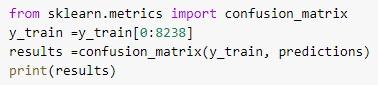 from sklearn.metrics import confusion_matrix
y_train =y_train[0:8238]
results =confusion_matrix(y_train, predictions)
print(results)